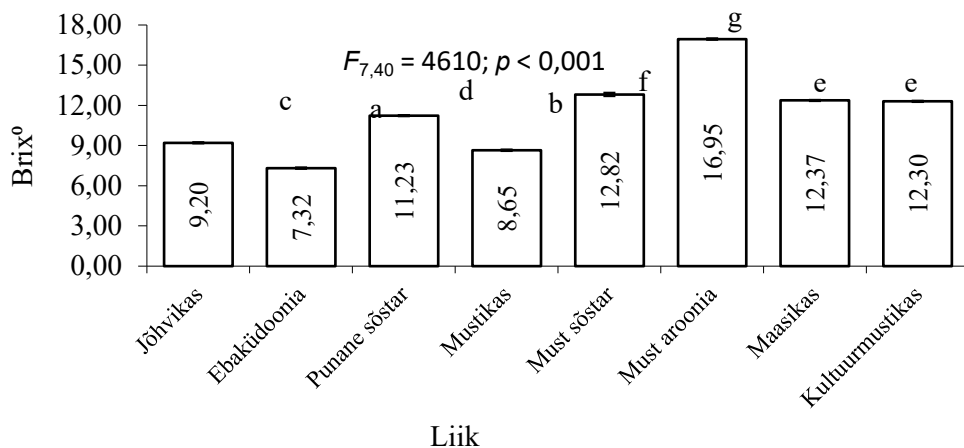 g
18,00
F7,40 = 4610; p < 0,001
15,00
c a d b f e e
12,00
9,00
6,00
3,00
0,00
Brixº
9,20
7,32
11,23
8,65
12,82
16,95
12,37
12,30
Jõhvikas
Ebaküdoonia
Punane sõstar
Mustikas
Must sõstar
Must aroonia
Maasikas
Kultuurmustikas
Liik